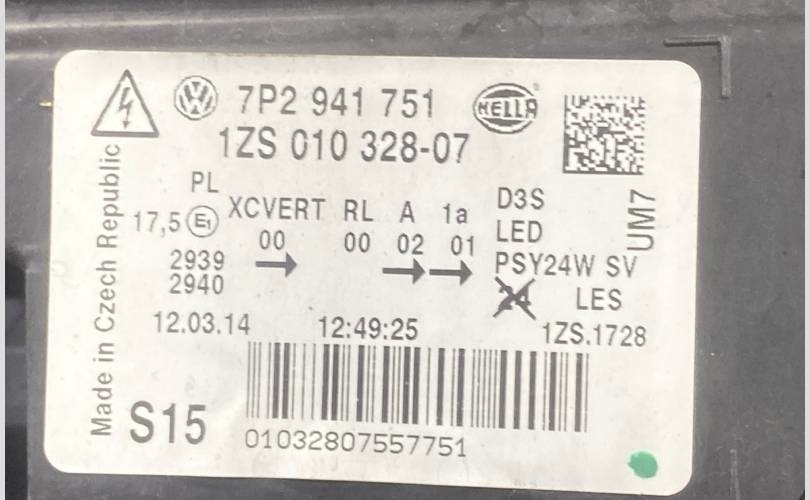 7P2 941 751
HELLA
1ZS 010 328-07
PL
XCVERT RL A 1a
17,5 E1
00 00 02 01
2939
2940
D3S
LED
PSY24W SV
24 LES
UM7
12.03.14 12:49:25 1ZS.1728
Made in Czech Republic
S15
01032807557751